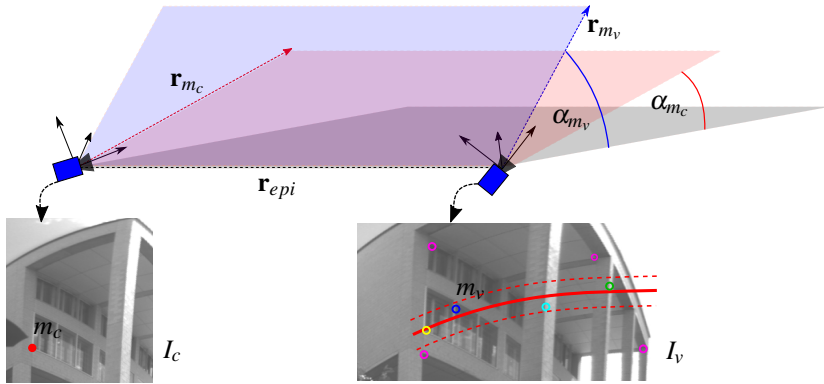 r_{m_v}
r_{m_c}
α_{m_v}
α_{m_c}
r_{epi}
m_c
I_c
m_v
I_v